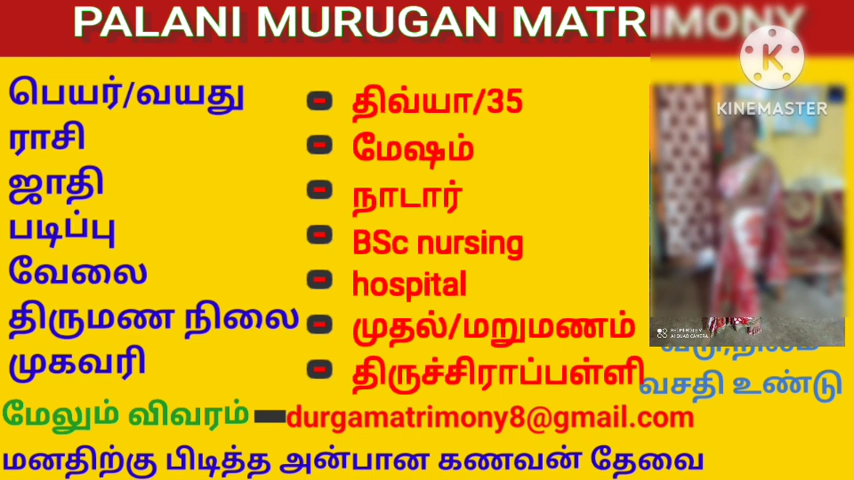 PALANI MURUGAN MATRIMONY
KINEMASTER
பெயர்/வயது - திவ்யா/35
ராசி - மேஷம்
ஜாதி - நாடார்
படிப்பு - BSc nursing
வேலை - hospital
திருமண நிலை - முதல்/மறுமணம்
முகவரி - திருச்சிராப்பள்ளி
வசதி உண்டு
மேலும் விவரம் - durgamatrimony8@gmail.com
மனதிற்கு பிடித்த அன்பான கணவன் தேவை